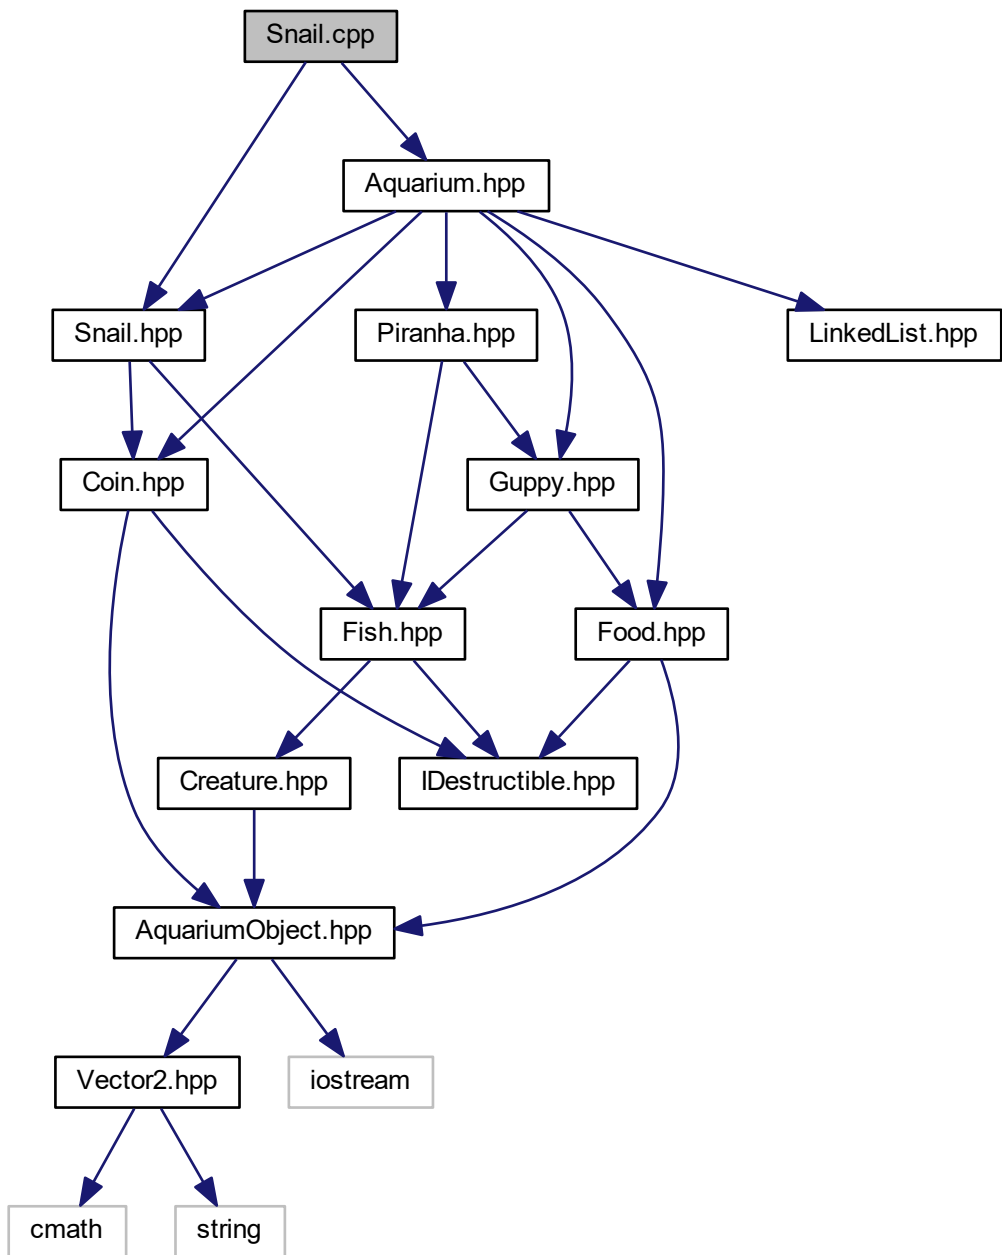 Snail.cpp
Aquarium.hpp
Snail.hpp
Piranha.hpp
LinkedList.hpp
Coin.hpp
Guppy.hpp
Fish.hpp
Food.hpp
Creature.hpp
IDestructible.hpp
AquariumObject.hpp
Vector2.hpp
iostream
cmath
string